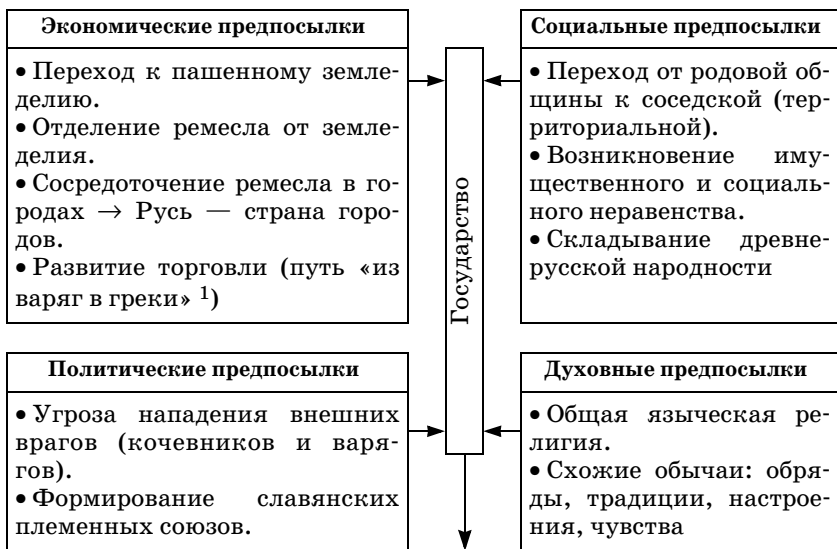 Экономические предпосылки
• Переход к пашенному земле-
делию.
• Отделение ремесла от земле-
делия.
• Сосредоточение ремесла в го-
родах → Русь — страна горо-
дов.
• Развитие торговли (путь «из
варяг в греки» ¹)
Государство
Социальные предпосылки
• Переход от родовой об-
щины к соседской (тер-
риториальной).
• Возникновение иму-
щественного и социаль-
ного неравенства.
• Складывание древне-
русской народности
Политические предпосылки
• Угроза нападения внешних
врагов (кочевников и варя-
гов).
• Формирование славянских
племенных союзов.
Духовные предпосылки
• Общая языческая ре-
лигия.
• Схожие обычаи: обря-
ды, традиции, настрое-
ния, чувства